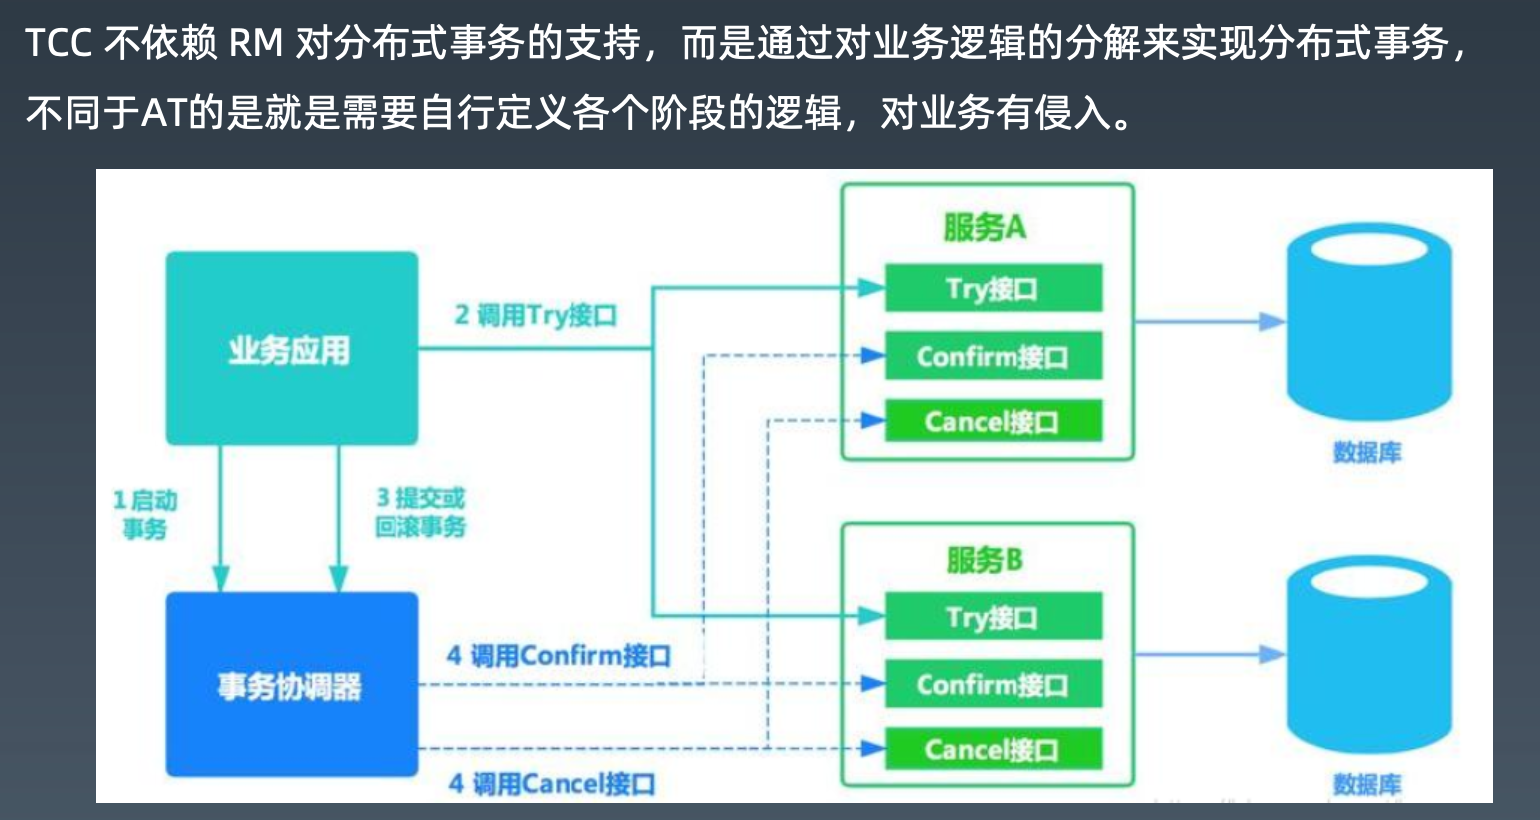 TCC 不依赖 RM 对分布式事务的支持，而是通过对业务逻辑的分解来实现分布式事务，
不同于AT的是就是需要自行定义各个阶段的逻辑，对业务有侵入。
服务A
Try接口
2 调用Try接口
业务应用
Confirm接口
Cancel接口
数据库
1 启动
事务
3 提交或
回滚事务
服务B
Try接口
4 调用Confirm接口
事务协调器
Confirm接口
Cancel接口
4 调用Cancel接口
数据库